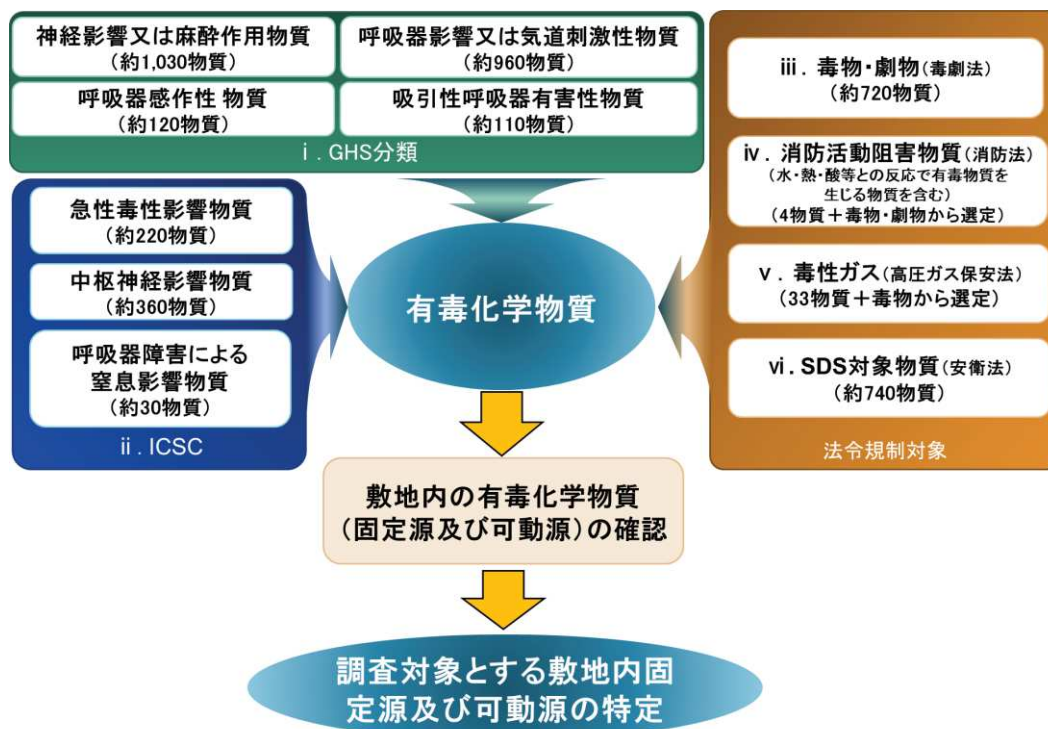 神経影響又は麻酔作用物質
(約1,030物質)
呼吸器影響又は気道刺激性物質
(約960物質)
呼吸器感作性 物質
(約120物質)
吸引性呼吸器有害性物質
(約110物質)
ⅰ．GHS分類
急性毒性影響物質
(約220物質)
中枢神経影響物質
(約360物質)
呼吸器障害による
窒息影響物質
(約30物質)
ⅱ．ICSC
ⅲ．毒物・劇物(毒劇法)
(約720物質)
ⅳ．消防活動阻害物質(消防法)
(水・熱・酸等との反応で有毒物質を
生じる物質を含む)
(4物質＋毒物・劇物から選定)
ⅴ．毒性ガス(高圧ガス保安法)
(33物質＋毒物から選定)
ⅵ．SDS対象物質(安衛法)
(約740物質)
法令規制対象
有毒化学物質
敷地内の有毒化学物質
(固定源及び可動源)の確認
調査対象とする敷地内固
定源及び可動源の特定